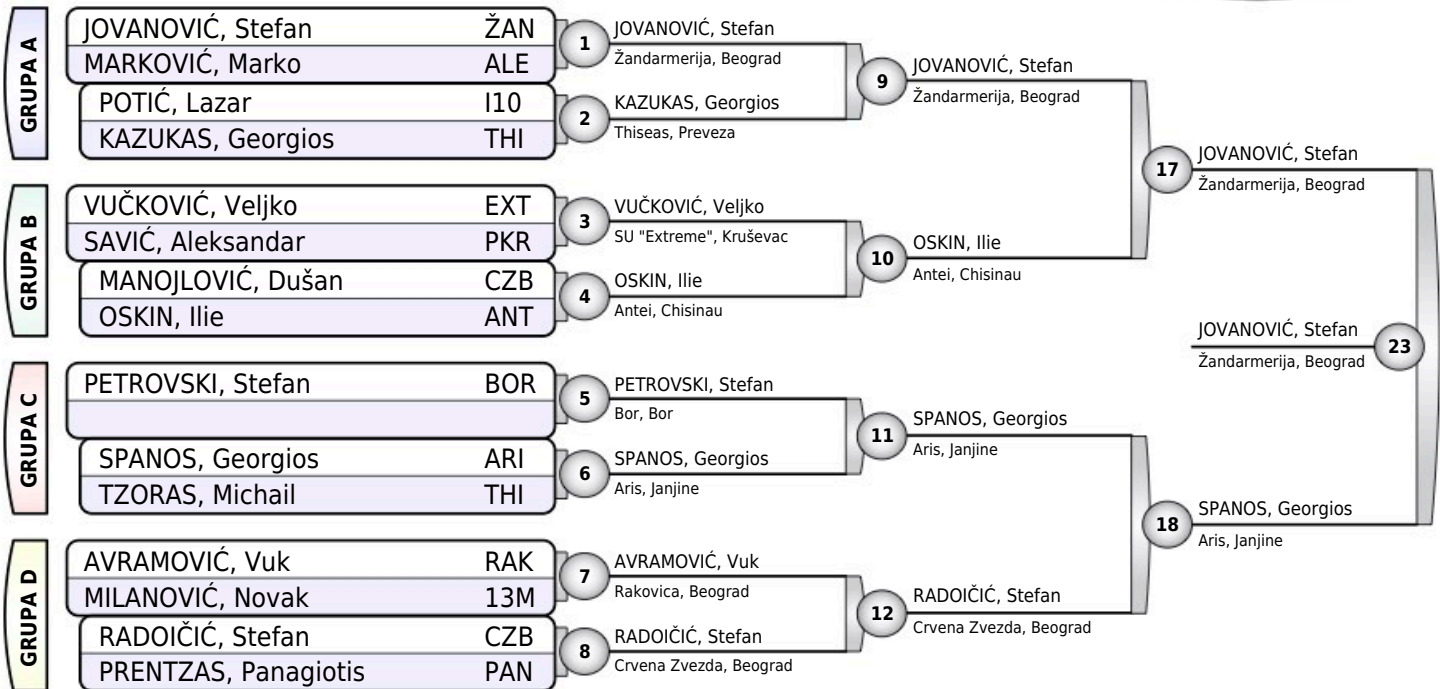 GRUPA A
JOVANOVIĆ, Stefan ŽAN
MARKOVIĆ, Marko ALE
POTIĆ, Lazar I10
KAZUKAS, Georgios THI
GRUPA B
VUČKOVIĆ, Veljko EXT
SAVIĆ, Aleksandar PKR
MANOJLOVIĆ, Dušan CZB
OSKIN, Ilie ANT
GRUPA C
PETROVSKI, Stefan BOR
SPANOS, Georgios ARI
TZORAS, Michail THI
GRUPA D
AVRAMOVIĆ, Vuk RAK
MILANOVIĆ, Novak 13M
RADOIČIĆ, Stefan CZB
PRENTZAS, Panagiotis PAN
1
JOVANOVIĆ, Stefan
Žandarmerija, Beograd
2
KAZUKAS, Georgios
Thiseas, Preveza
3
VUČKOVIĆ, Veljko
SU "Extreme", Kruševac
4
OSKIN, Ilie
Antei, Chisinau
5
PETROVSKI, Stefan
Bor, Bor
6
SPANOS, Georgios
Aris, Janjine
7
AVRAMOVIĆ, Vuk
Rakovica, Beograd
8
RADOIČIĆ, Stefan
Crvena Zvezda, Beograd
9
JOVANOVIĆ, Stefan
Žandarmerija, Beograd
10
OSKIN, Ilie
Antei, Chisinau
11
SPANOS, Georgios
Aris, Janjine
12
RADOIČIĆ, Stefan
Crvena Zvezda, Beograd
17
JOVANOVIĆ, Stefan
Žandarmerija, Beograd
18
SPANOS, Georgios
Aris, Janjine
JOVANOVIĆ, Stefan
Žandarmerija, Beograd
23